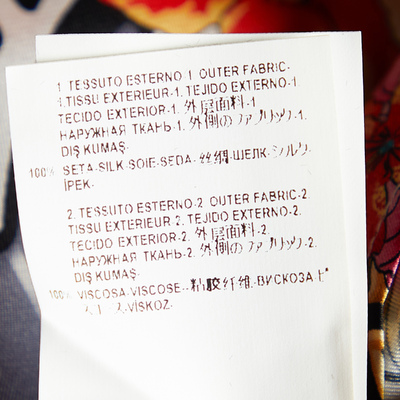 1. TESSUTO ESTERNO-1. OUTER FABRIC-
1.TISSU EXTERIEUR-1. TEJIDO EXTERNO-1.
TECIDO EXTERIOR-1. 外层面料-1
НАРУЖНАЯ ТКАНЬ-1. 外側のファブリック-1.
DIŞ KUMAŞ-
100% SETA-SILK-SOIE-SEDA- 丝绸-ШЕЛК-シルク-
İPEK-
2. TESSUTO ESTERNO-2. OUTER FABRIC-2.
TISSU EXTERIEUR-2. TEJIDO EXTERNO-2.
TECIDO EXTERIOR-2. 外层面料-2.
НАРУЖНАЯ ТКАНЬ-2. 外側のファブリック-2.
DIŞ KUMAŞ-
100% VISCOSA-VISCOSE- 粘胶纤维-ВИСКОЗА-
VİSKOZ-